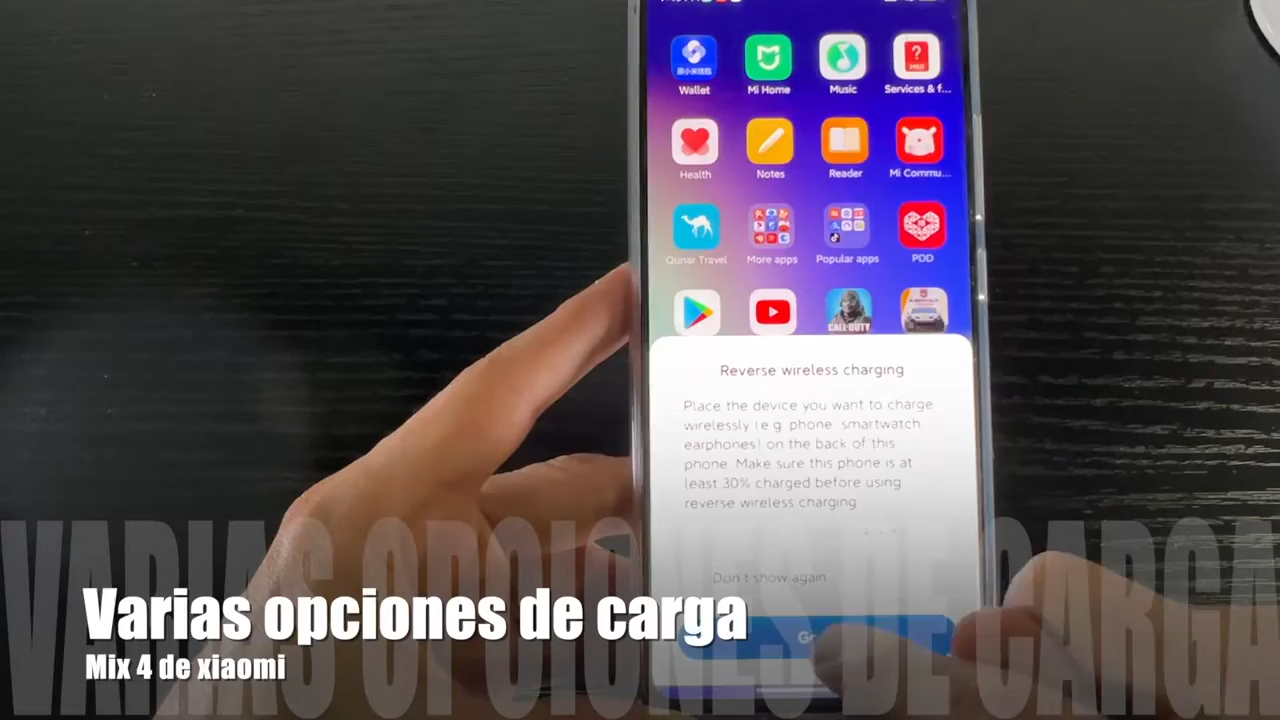 Wallet
Mi Home
Music
Services & f...
Health
Notes
Reader
Mi Commu...
Qunar Travel
More apps
Popular apps
PDD
CALL·DUTY
Reverse wireless charging
Place the device you want to charge
wirelessly (e.g. phone, smartwatch
earphones) on the back of this
phone. Make sure this phone is at
least 30% charged before using
reverse wireless charging
Don't show again
VARIAS OPCIONES DE CARGA
Varias opciones de carga
Mix 4 de xiaomi